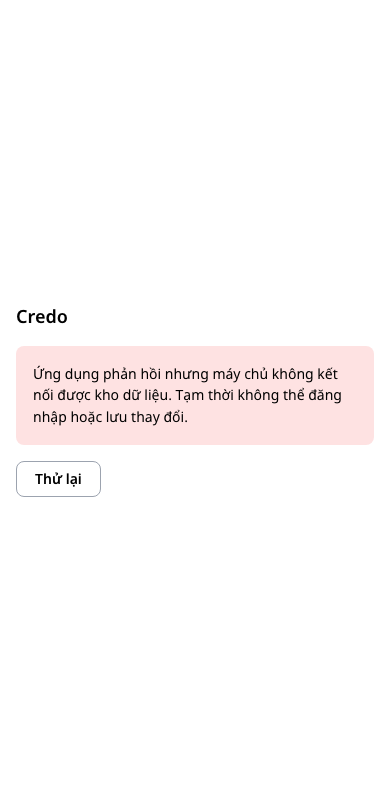 Credo
Ứng dụng phản hồi nhưng máy chủ không kết
nối được kho dữ liệu. Tạm thời không thể đăng
nhập hoặc lưu thay đổi.
Thử lại